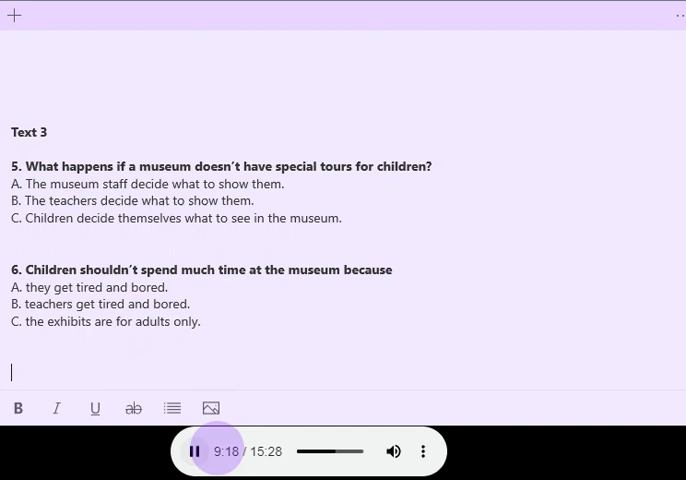 Text 3
5. What happens if a museum doesn't have special tours for children?
A. The museum staff decide what to show them.
B. The teachers decide what to show them.
C. Children decide themselves what to see in the museum.
6. Children shouldn't spend much time at the museum because
A. they get tired and bored.
B. teachers get tired and bored.
C. the exhibits are for adults only.
B I U ab
9:18 / 15:28